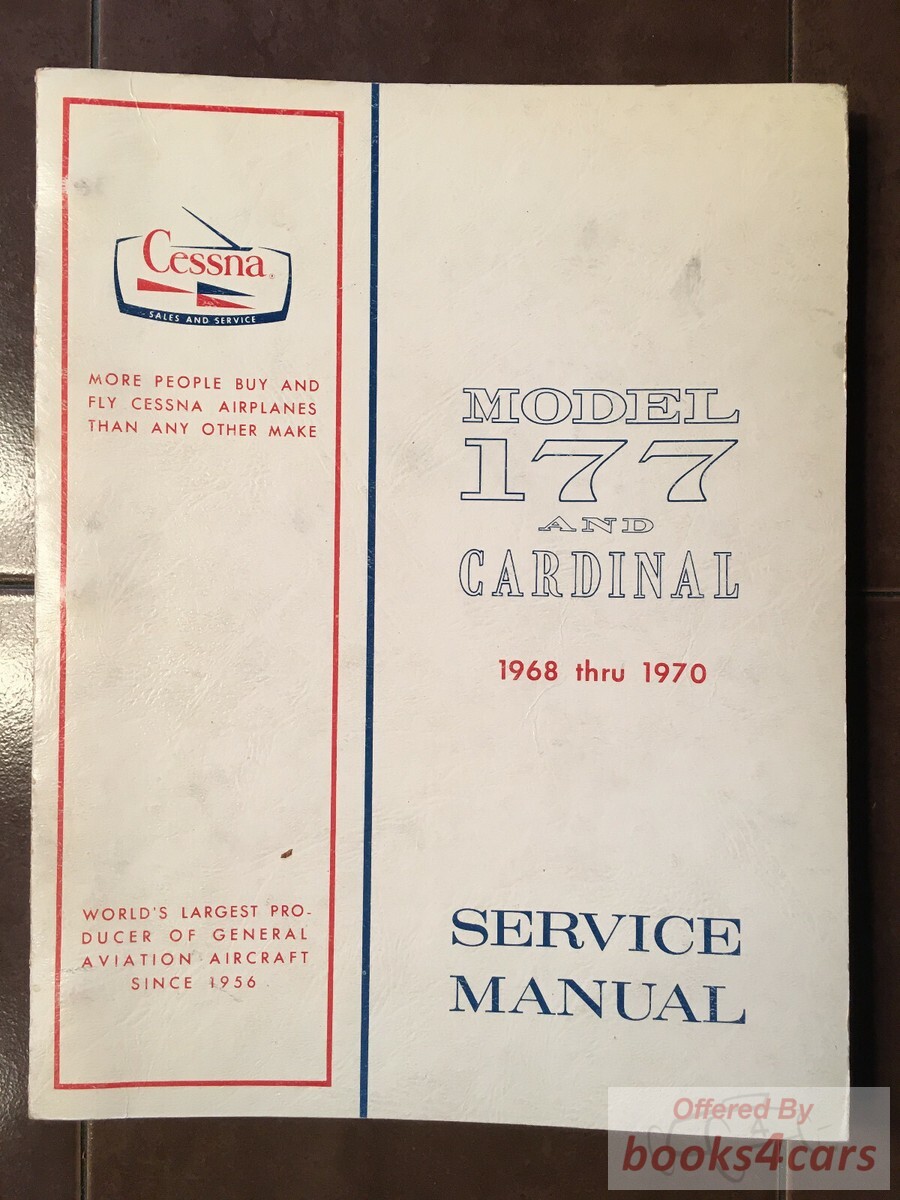 Cessna®
SALES AND SERVICE
MORE PEOPLE BUY AND
FLY CESSNA AIRPLANES
THAN ANY OTHER MAKE
WORLD'S LARGEST PRO-
DUCER OF GENERAL
AVIATION AIRCRAFT
SINCE 1956
MODEL
177
AND
CARDINAL
1968 thru 1970
SERVICE
MANUAL
Offered By
books4cars